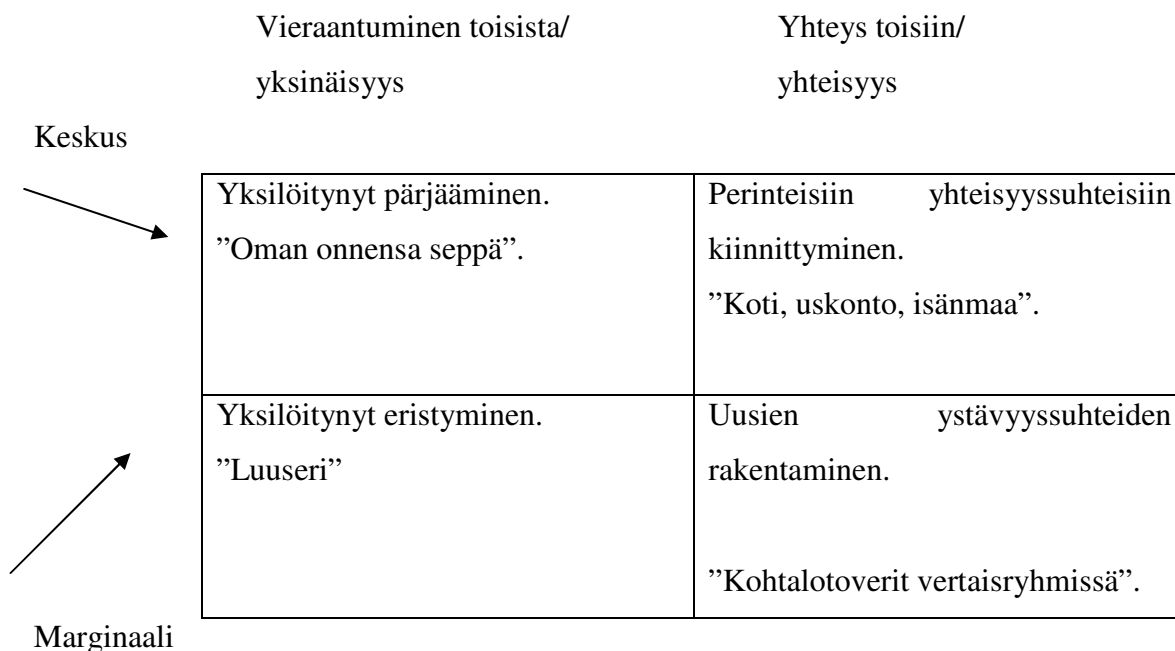 Vieraantuminen toisista/
yksinäisyys
Yhteys toisiin/
yhteisyys
Keskus
Yksilöitynyt pärjääminen.
”Oman onnensa seppä”.
Perinteisiin yhteisyyssuhteisiin
kiinnittyminen.
”Koti, uskonto, isänmaa”.
Yksilöitynyt eristyminen.
”Luuseri”
Uusien ystävyyssuhteiden
rakentaminen.
”Kohtalotoverit vertaisryhmissä”.
Marginaali